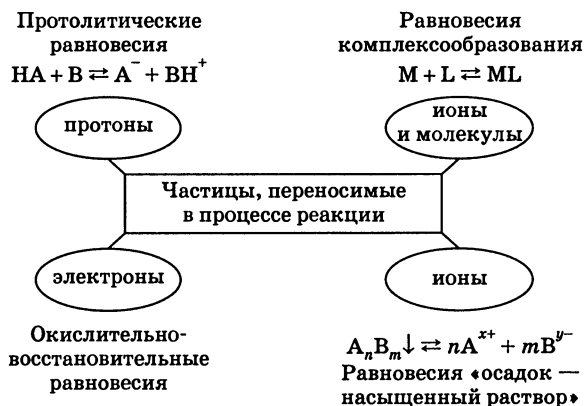 Протолитические
равновесия
HA + B ⇄ A⁻ + BH⁺
протоны
Равновесия
комплексообразования
M + L ⇄ ML
ионы
и молекулы
Частицы, переносимые
в процессе реакции
электроны
Окислительно-
восстановительные
равновесия
ионы
AₙBₘ↓ ⇄ nAˣ⁺ + mBʸ⁻
Равновесия «осадок —
насыщенный раствор»